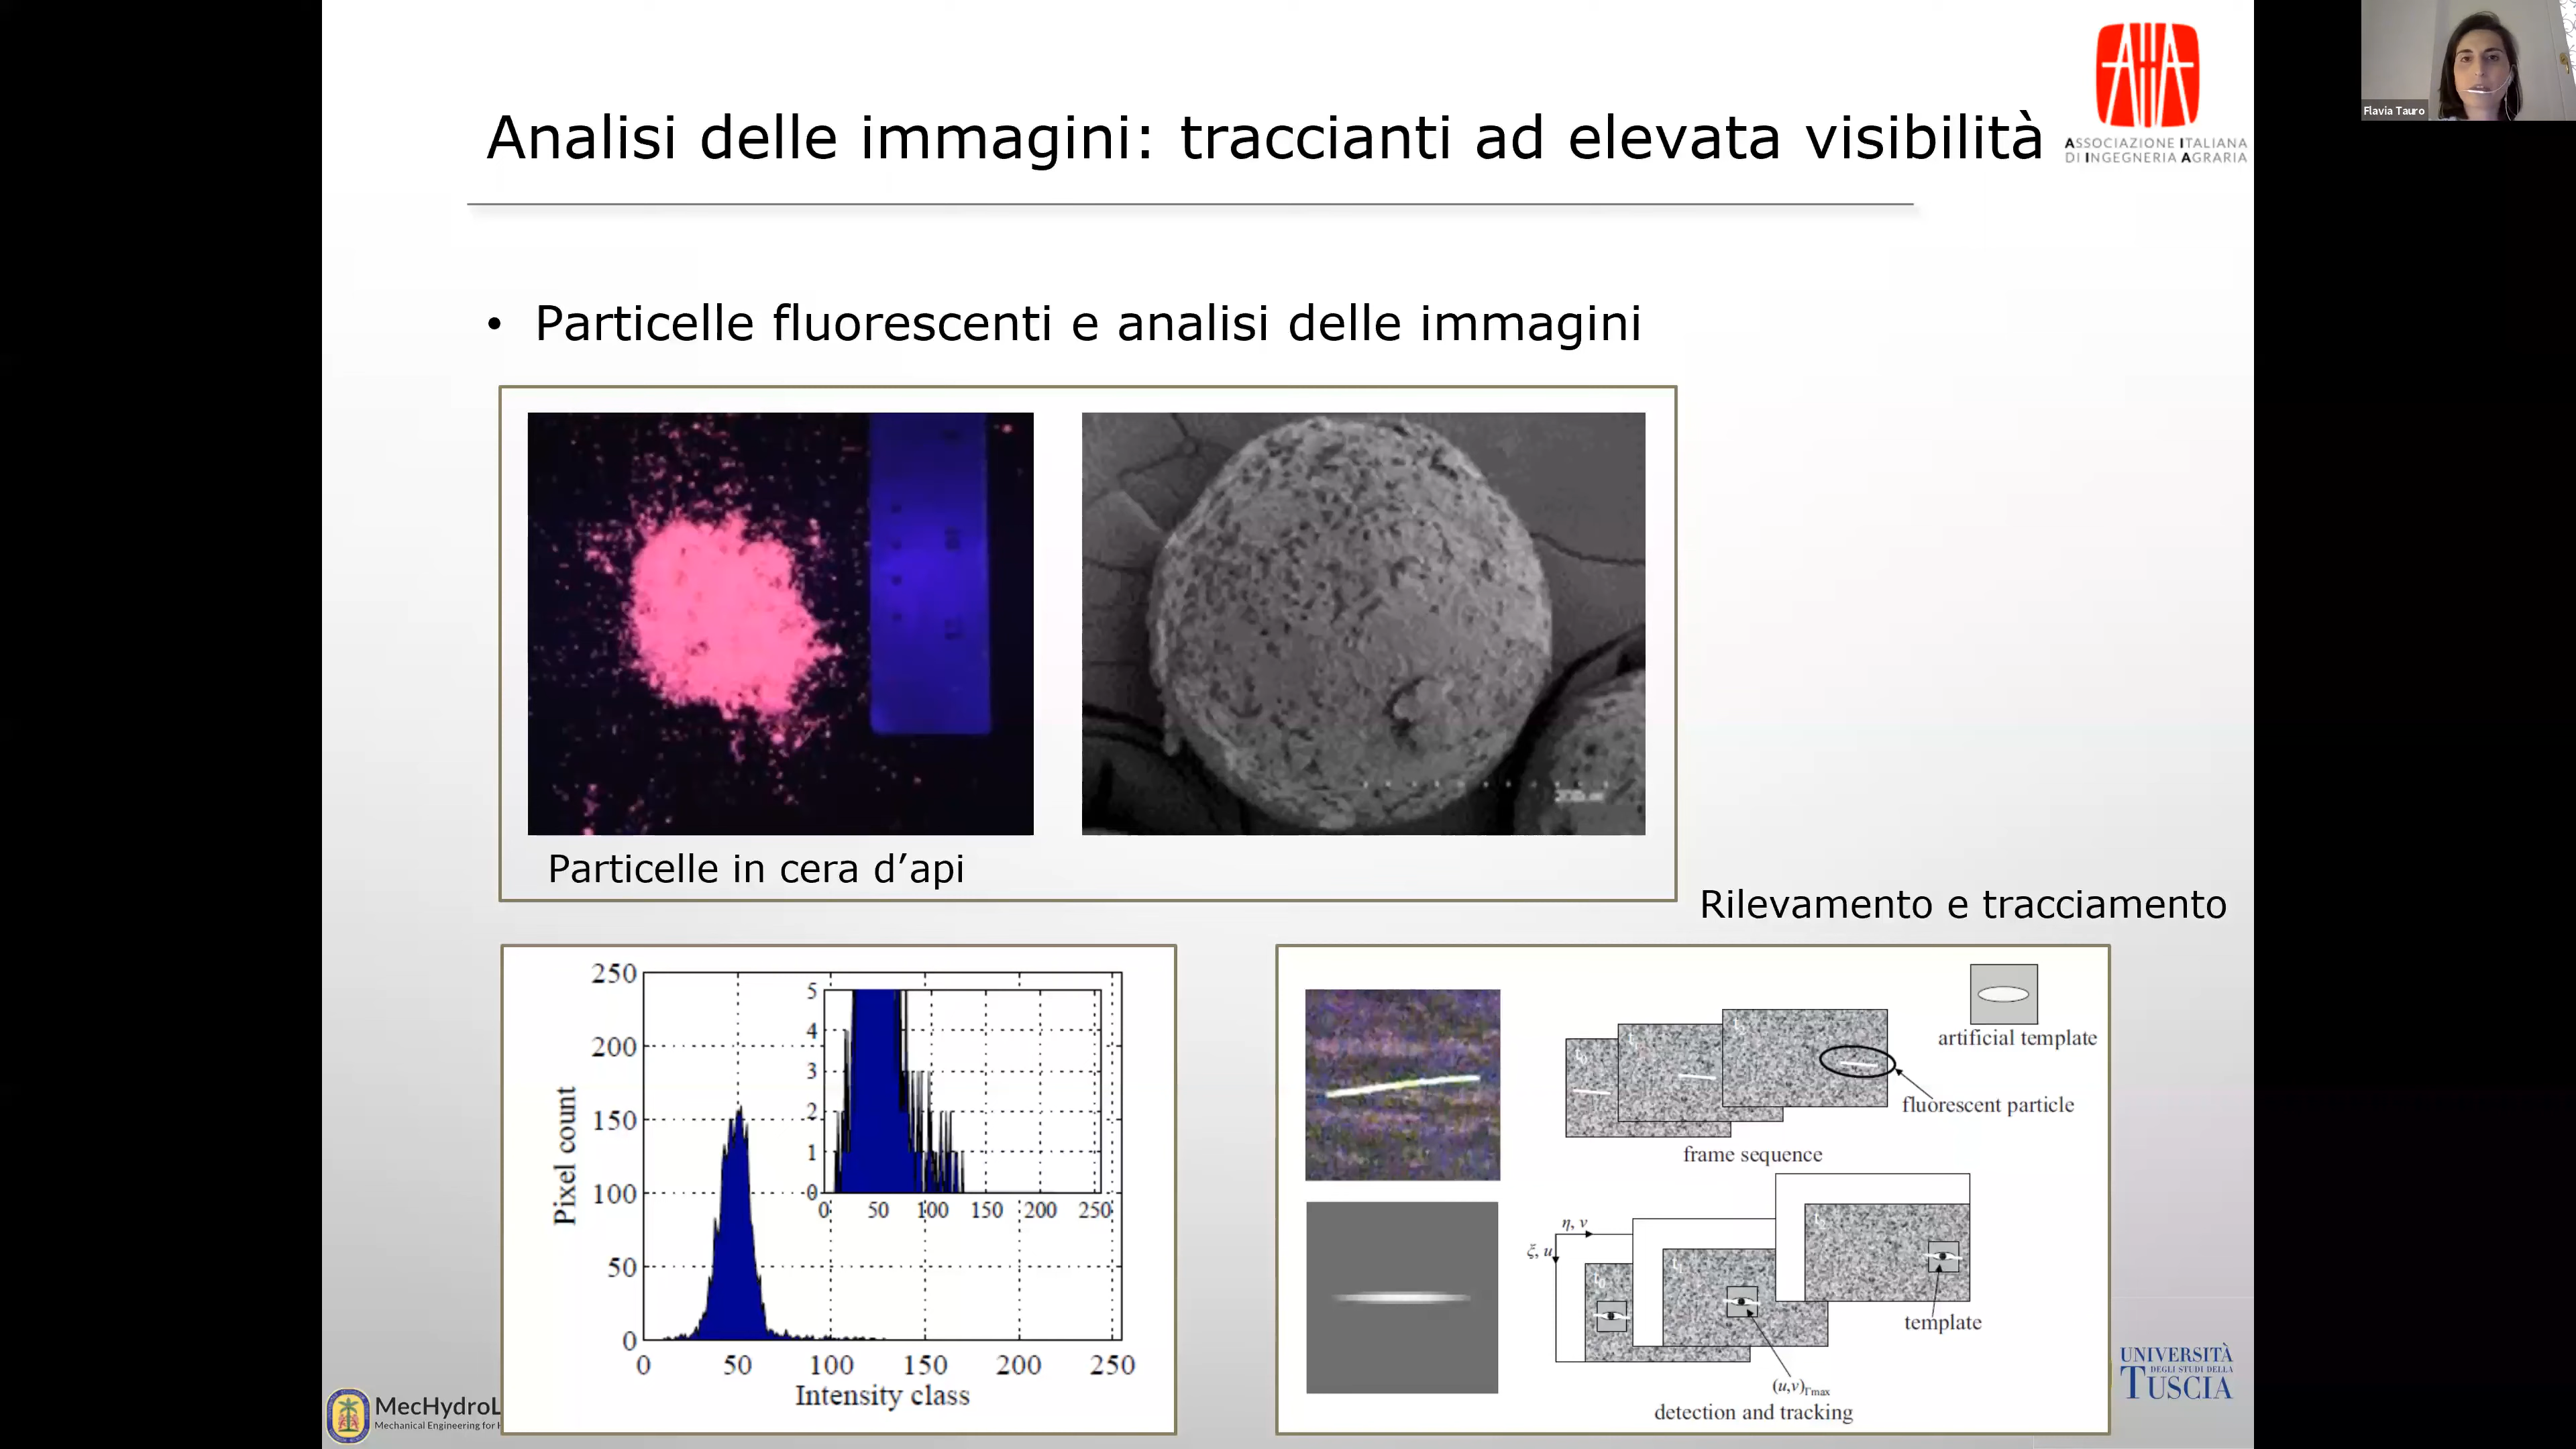 Analisi delle immagini: traccianti ad elevata visibilità
ASSOCIAZIONE ITALIANA
DI INGEGNERIA AGRARIA
Flavia Tauro
• Particelle fluorescenti e analisi delle immagini
Particelle in cera d'api
Rilevamento e tracciamento
250
200
150
100
50
0
Pixel count
0 50 100 150 200 250
Intensity class
5
4
3
2
1
0
0 50 100 150 200 250
artificial template
fluorescent particle
frame sequence
η, v
ξ, u
template
(u,v)Γmax
detection and tracking
MecHydroL
Mechanical Engineering for H
UNIVERSITÀ
DEGLI STUDI DELLA
TUSCIA